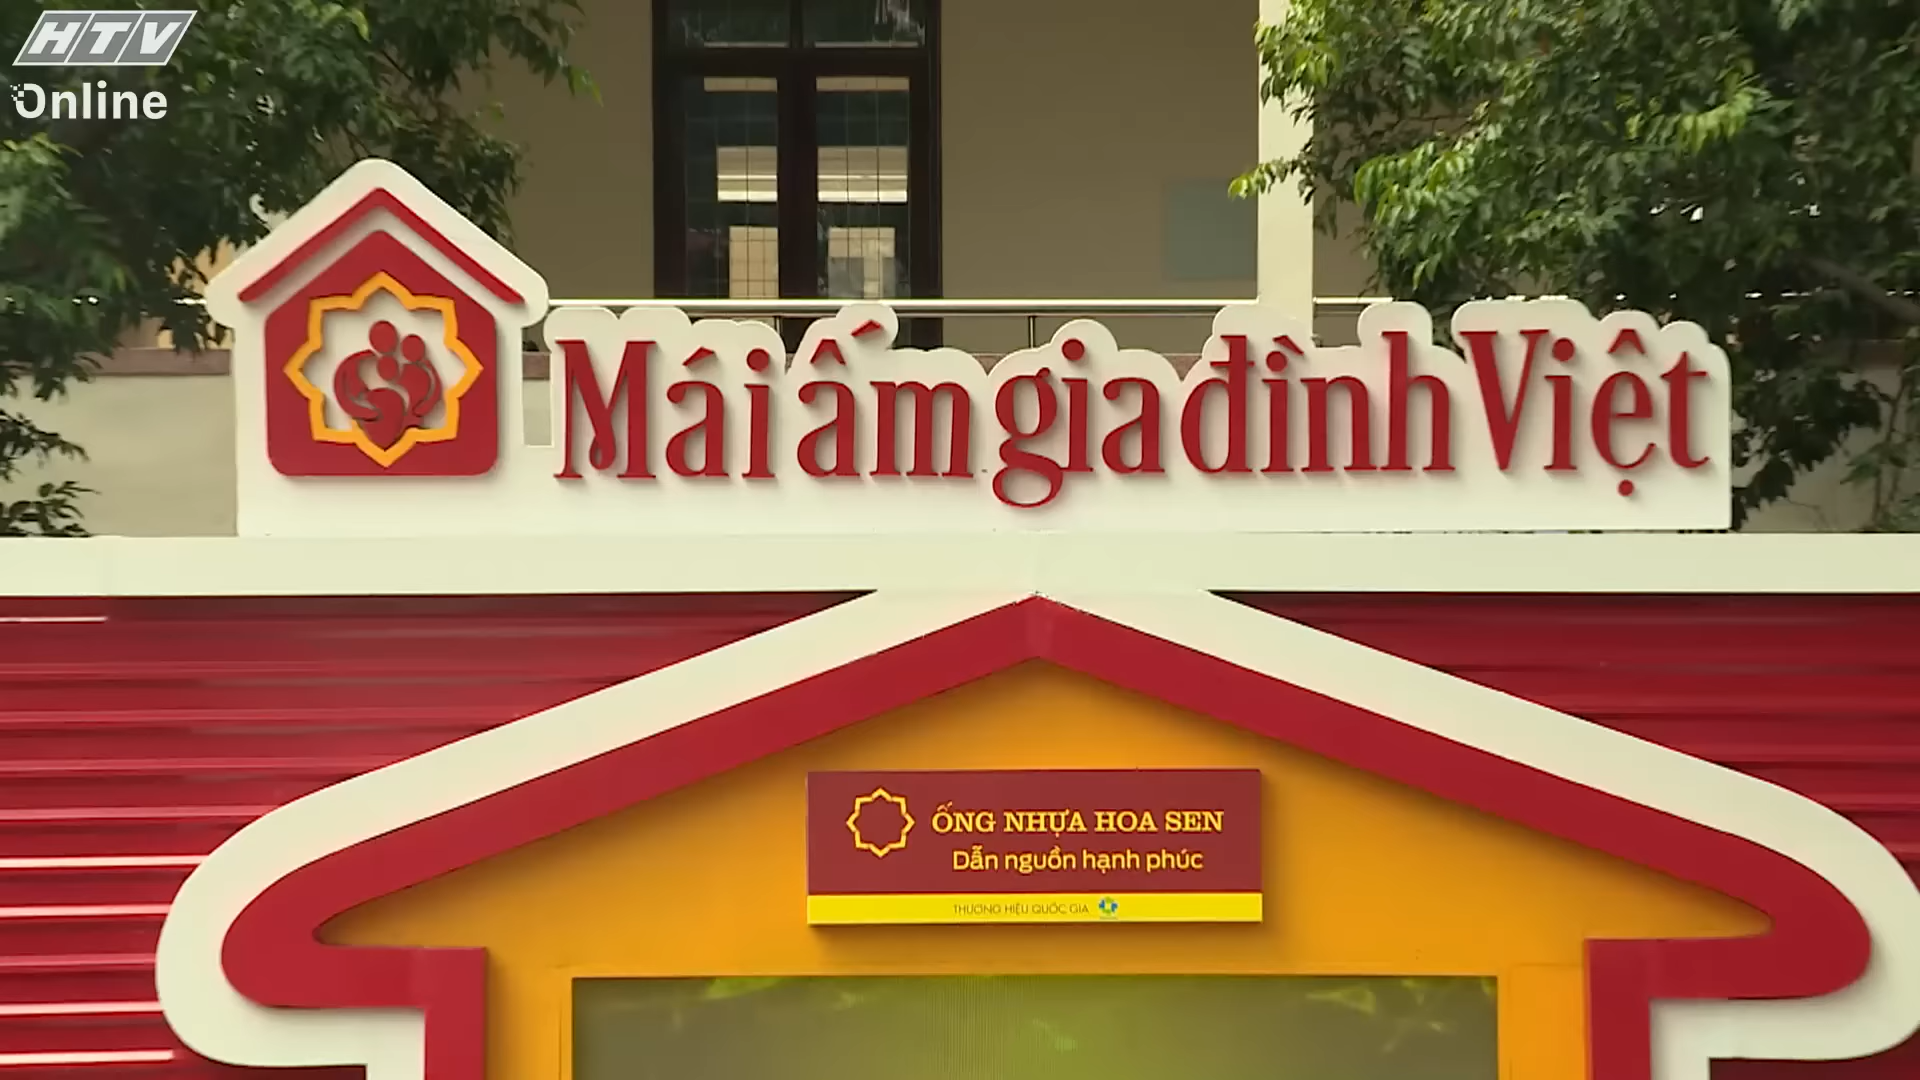 HTV
Online
Mái ấm gia đình Việt
ỐNG NHỰA HOA SEN
Dẫn nguồn hạnh phúc
THƯƠNG HIỆU QUỐC GIA